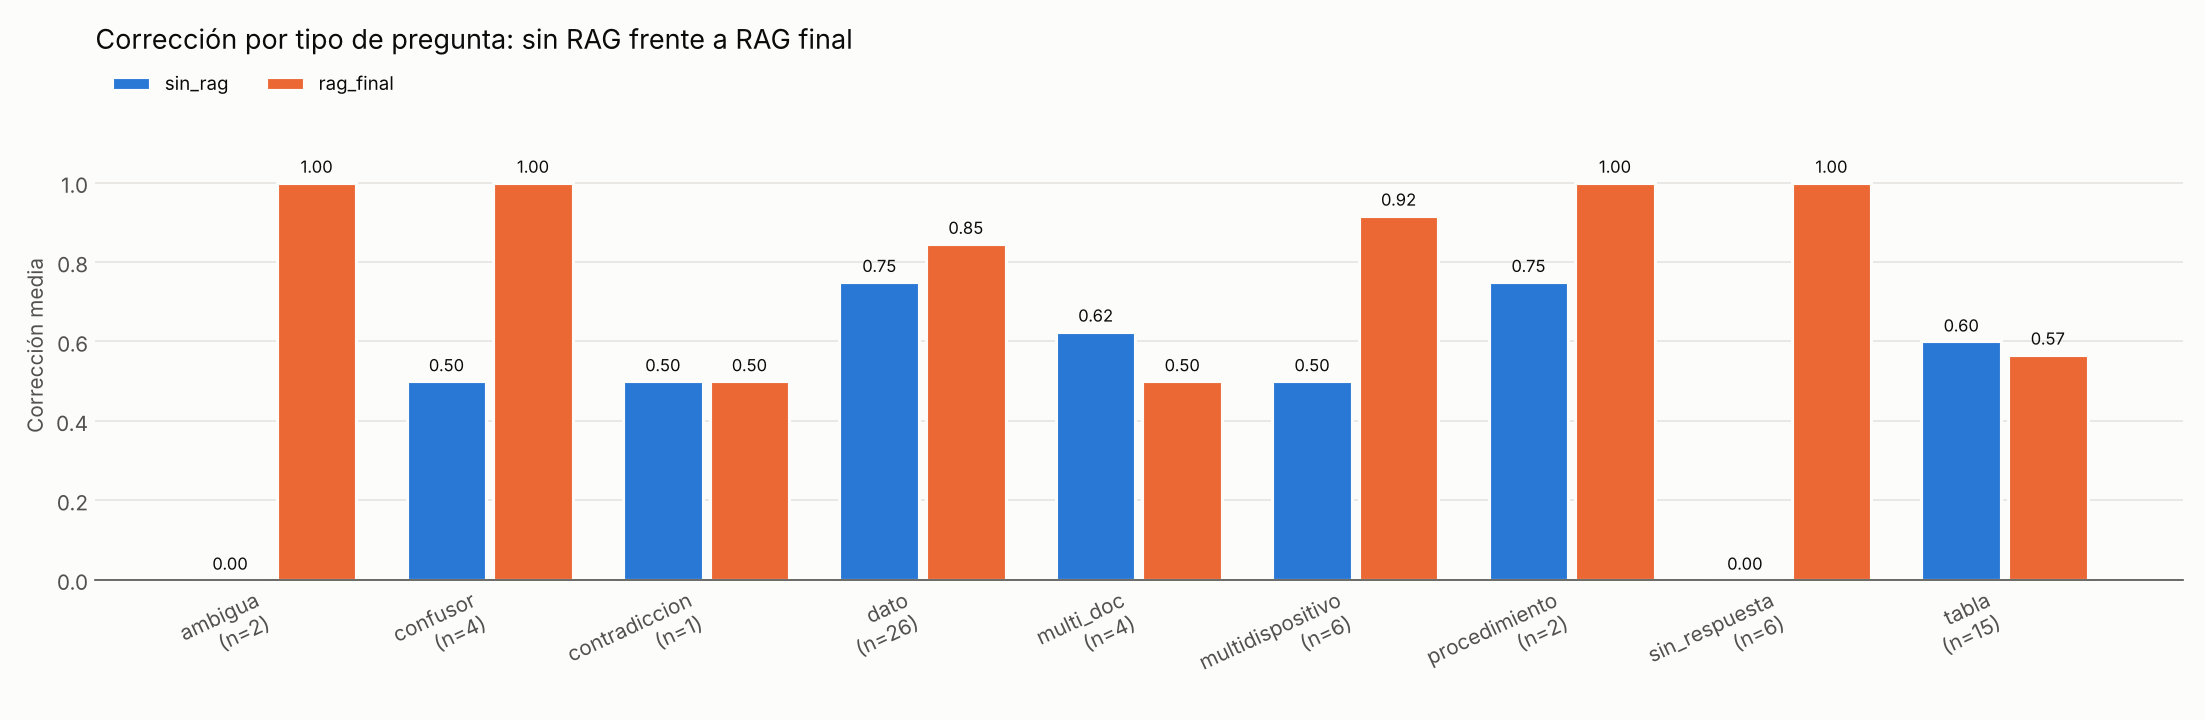 Corrección por tipo de pregunta: sin RAG frente a RAG final
sin_rag
rag_final
Corrección media
1.0
0.8
0.6
0.4
0.2
0.0
0.00
1.00
0.50
1.00
0.50
0.50
0.75
0.85
0.62
0.50
0.50
0.92
0.75
1.00
0.00
1.00
0.60
0.57
ambigua
(n=2)
confusor
(n=4)
contradiccion
(n=1)
dato
(n=26)
multi_doc
(n=4)
multidispositivo
(n=6)
procedimiento
(n=2)
sin_respuesta
(n=6)
tabla
(n=15)